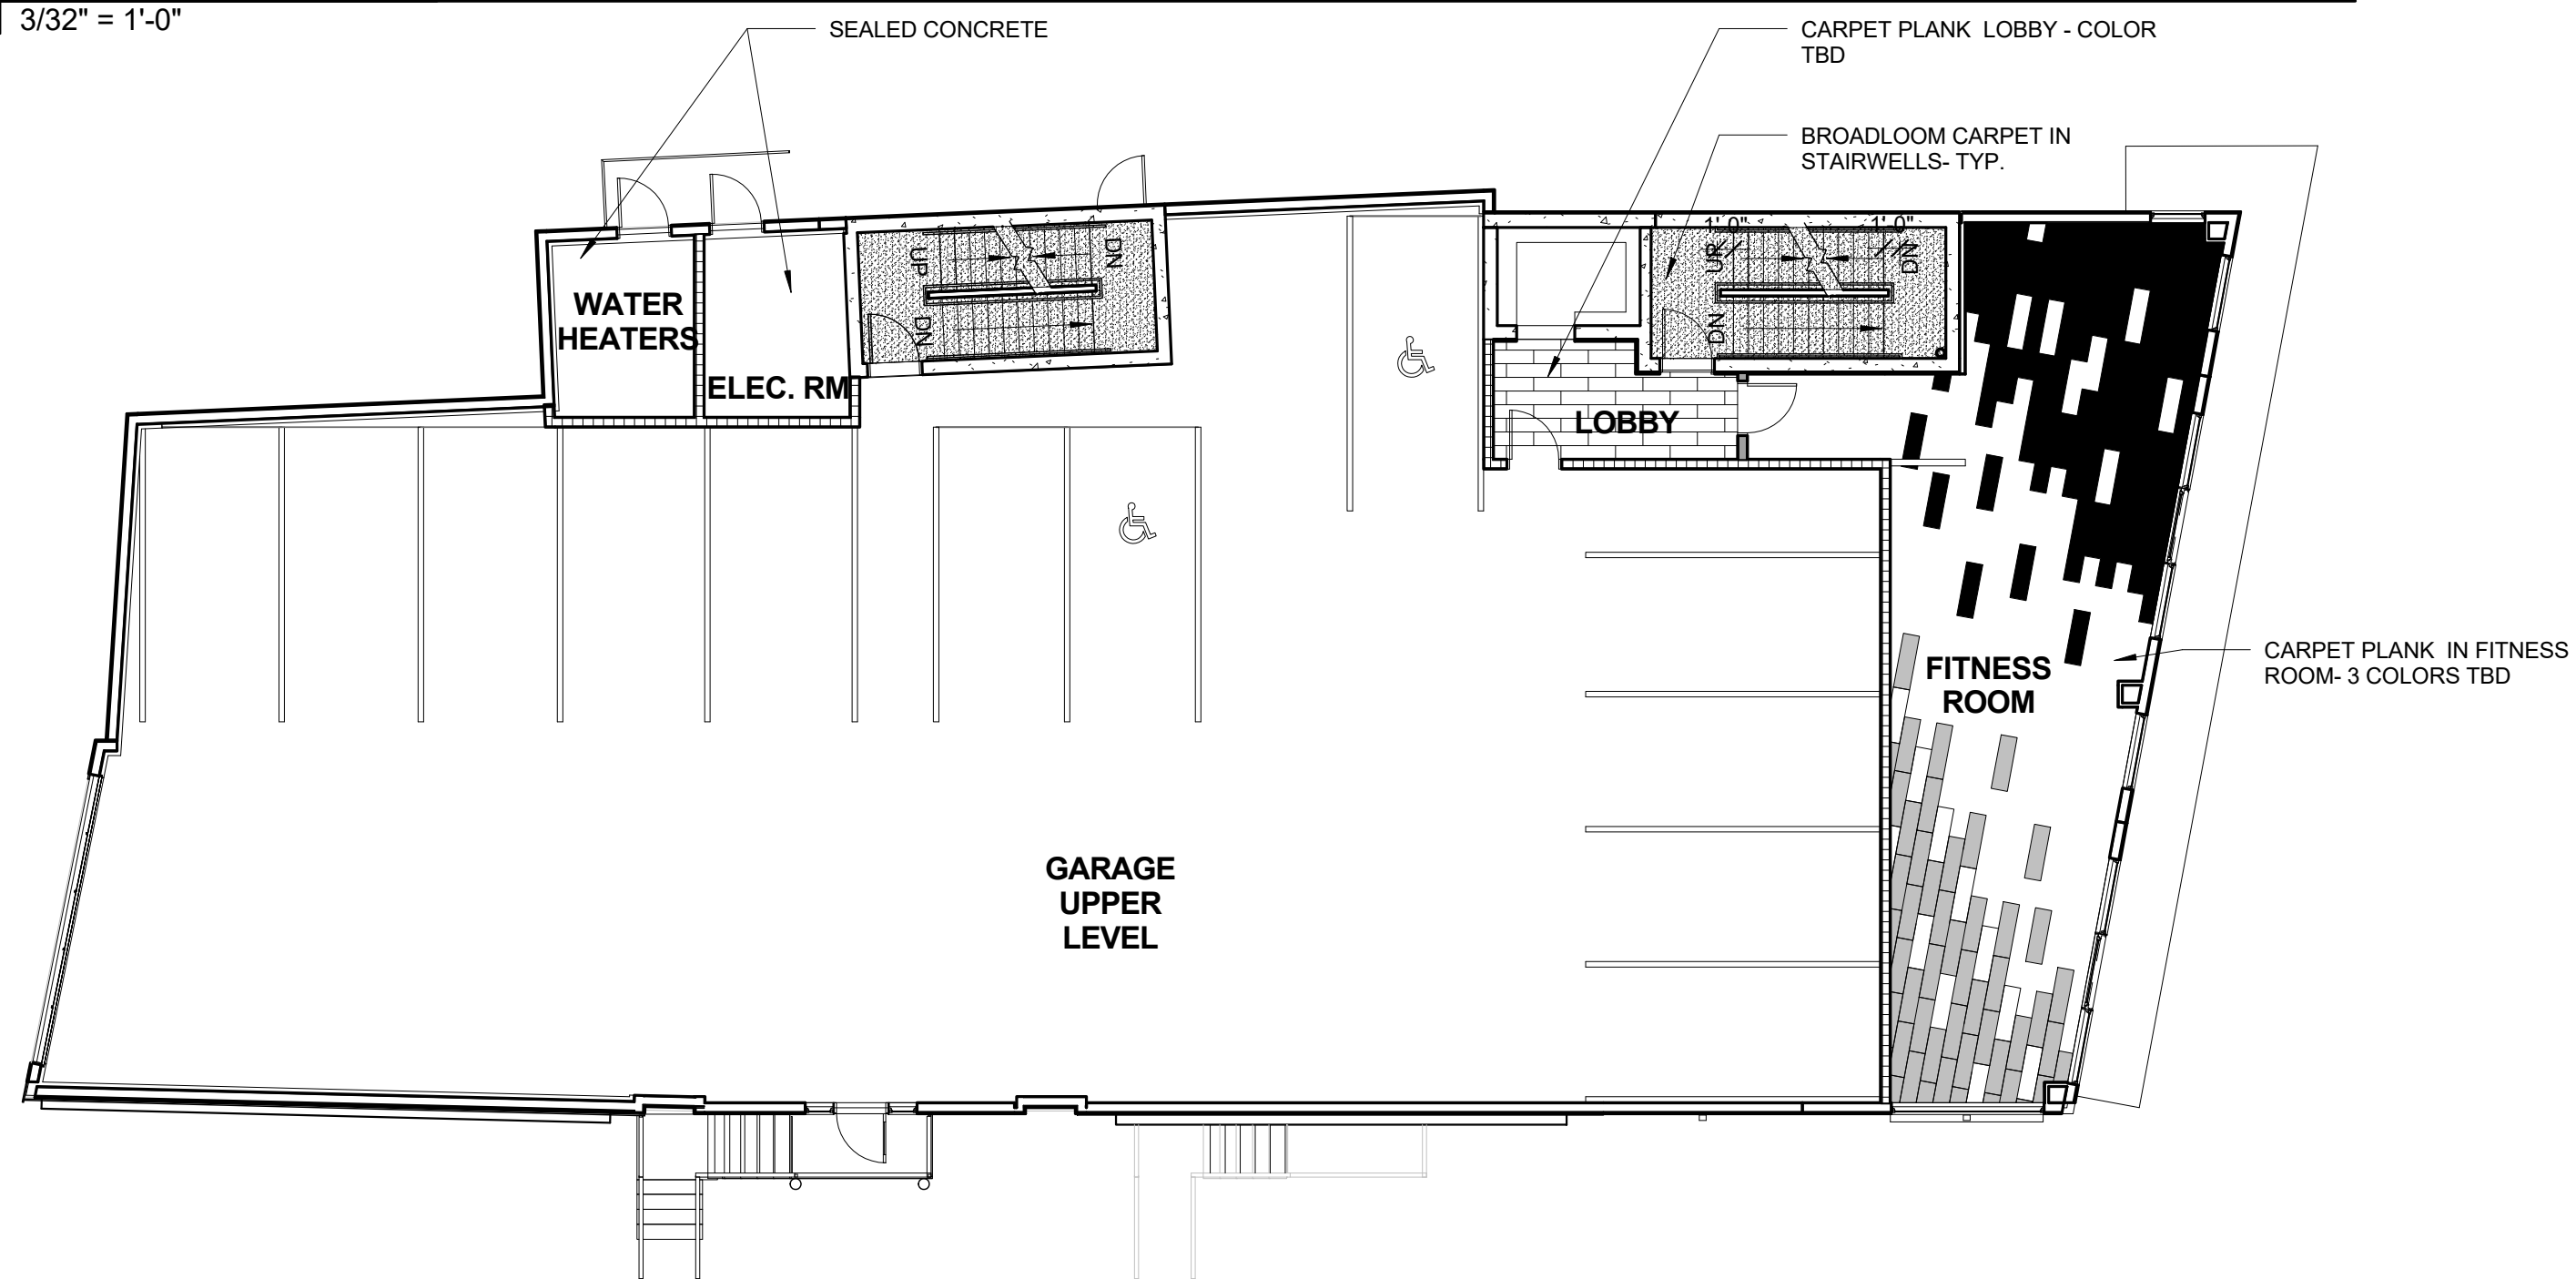 3/32" = 1'-0"
SEALED CONCRETE
CARPET PLANK LOBBY - COLOR
TBD
BROADLOOM CARPET IN
STAIRWELLS- TYP.
1'-0"
1'-0"
UP
DN
DN
UP
DN
DN
WATER
HEATERS
ELEC. RM
LOBBY
CARPET PLANK IN FITNESS
ROOM- 3 COLORS TBD
FITNESS
ROOM
GARAGE
UPPER
LEVEL